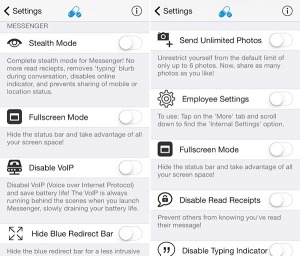 Settings
MESSENGER
Stealth Mode
Complete stealth mode for Messenger! No
more read receipts, removes 'typing' blurb
during conversation, disables online
indicator, and prevents sharing of mobile or
location status.
Fullscreen Mode
Hide the status bar and take advantage of all
your screen space!
Disable VoIP
Disabel VoIP (Voice over Internet Protocol)
and save battery life! The VoIP is always
running behind the scenes when you launch
Messenger, slowly draining your battery.
Hide Blue Redirect Bar
Hide the blue redirect bar for a less intrusive
Settings
Send Unlimited Photos
Unrestrict yourself from the default limit of
only up to 6 photos. Now, share as many
photos as you like!
Employee Settings
To use: Tap on the 'More' tab and scroll
down to find the 'Internal Settings' option.
Fullscreen Mode
Hide the status bar and take advantage of all
your screen space!
Disable Read Receipts
Prevent others from knowing you've read
their message!
Disable Typing Indicator